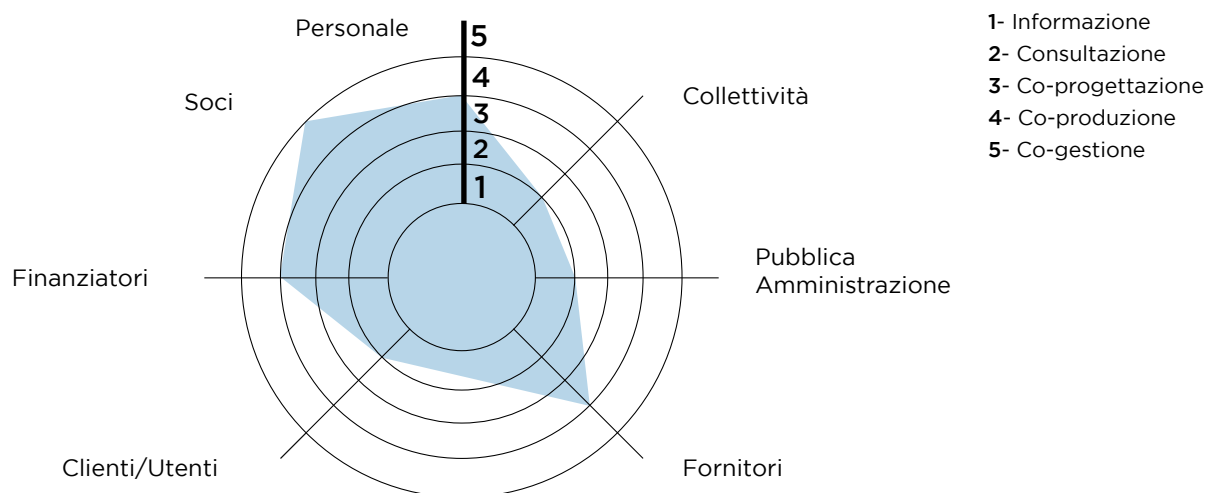 Personale
5
4
3
2
1
Collettività
Soci
Finanziatori
Pubblica
Amministrazione
Clienti/Utenti
Fornitori
1- Informazione
2- Consultazione
3- Co-progettazione
4- Co-produzione
5- Co-gestione